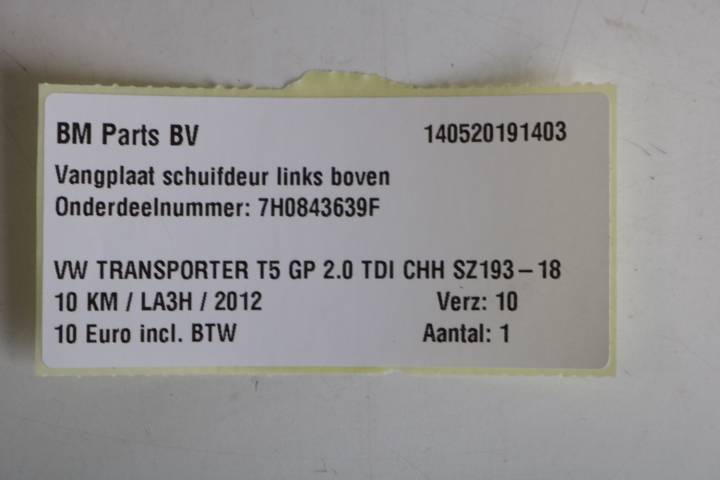 BM Parts BV 140520191403
Vangplaat schuifdeur links boven
Onderdeelnummer: 7H0843639F
VW TRANSPORTER T5 GP 2.0 TDI CHH SZ193-18
10 KM / LA3H / 2012 Verz: 10
10 Euro incl. BTW Aantal: 1